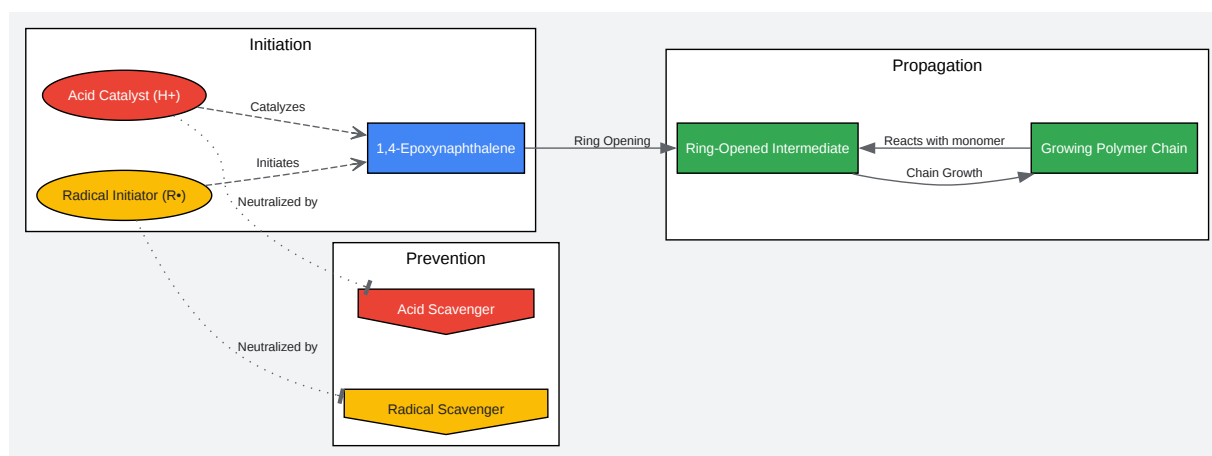 Initiation
Acid Catalyst (H+)
Catalyzes
1,4-Epoxynaphthalene
Initiates
Radical Initiator (R•)
Neutralized by
Ring Opening
Propagation
Ring-Opened Intermediate
Reacts with monomer
Growing Polymer Chain
Chain Growth
Prevention
Acid Scavenger
Neutralized by
Radical Scavenger